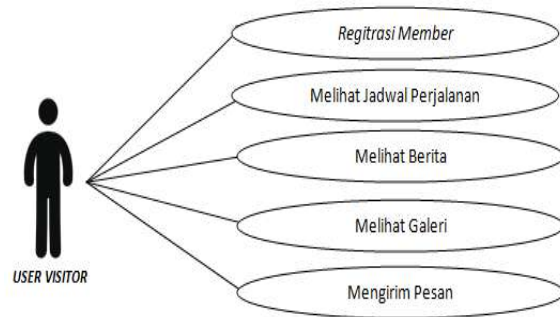 Regitrasi Member
Melihat Jadwal Perjalanan
Melihat Berita
Melihat Galeri
USER VISITOR
Mengirim Pesan